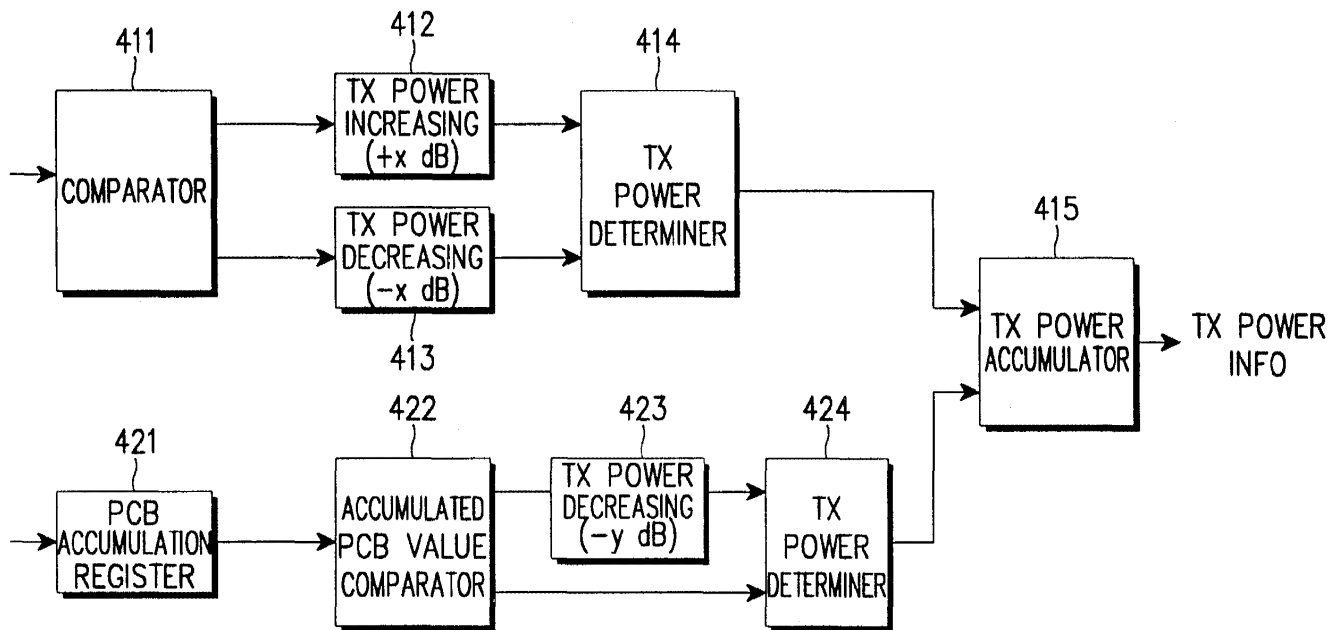 411
412
414
COMPARATOR
TX POWER
INCREASING
(+x dB)
TX POWER
DECREASING
(-x dB)
413
TX
POWER
DETERMINER
415
TX POWER
ACCUMULATOR
TX POWER
INFO
421
422
423
424
PCB
ACCUMULATION
REGISTER
ACCUMULATED
PCB VALUE
COMPARATOR
TX POWER
DECREASING
(-y dB)
TX
POWER
DETERMINER